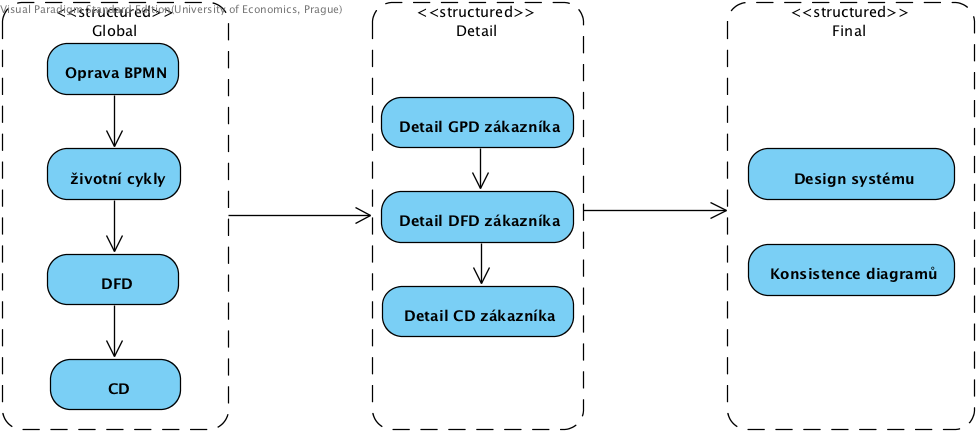 Visual Paradigm Standard Edition(University of Economics, Prague)
<<structured>>
Global
Oprava BPMN
životní cykly
DFD
CD
<<structured>>
Detail
Detail GPD zákazníka
Detail DFD zákazníka
Detail CD zákazníka
<<structured>>
Final
Design systému
Konsistence diagramů